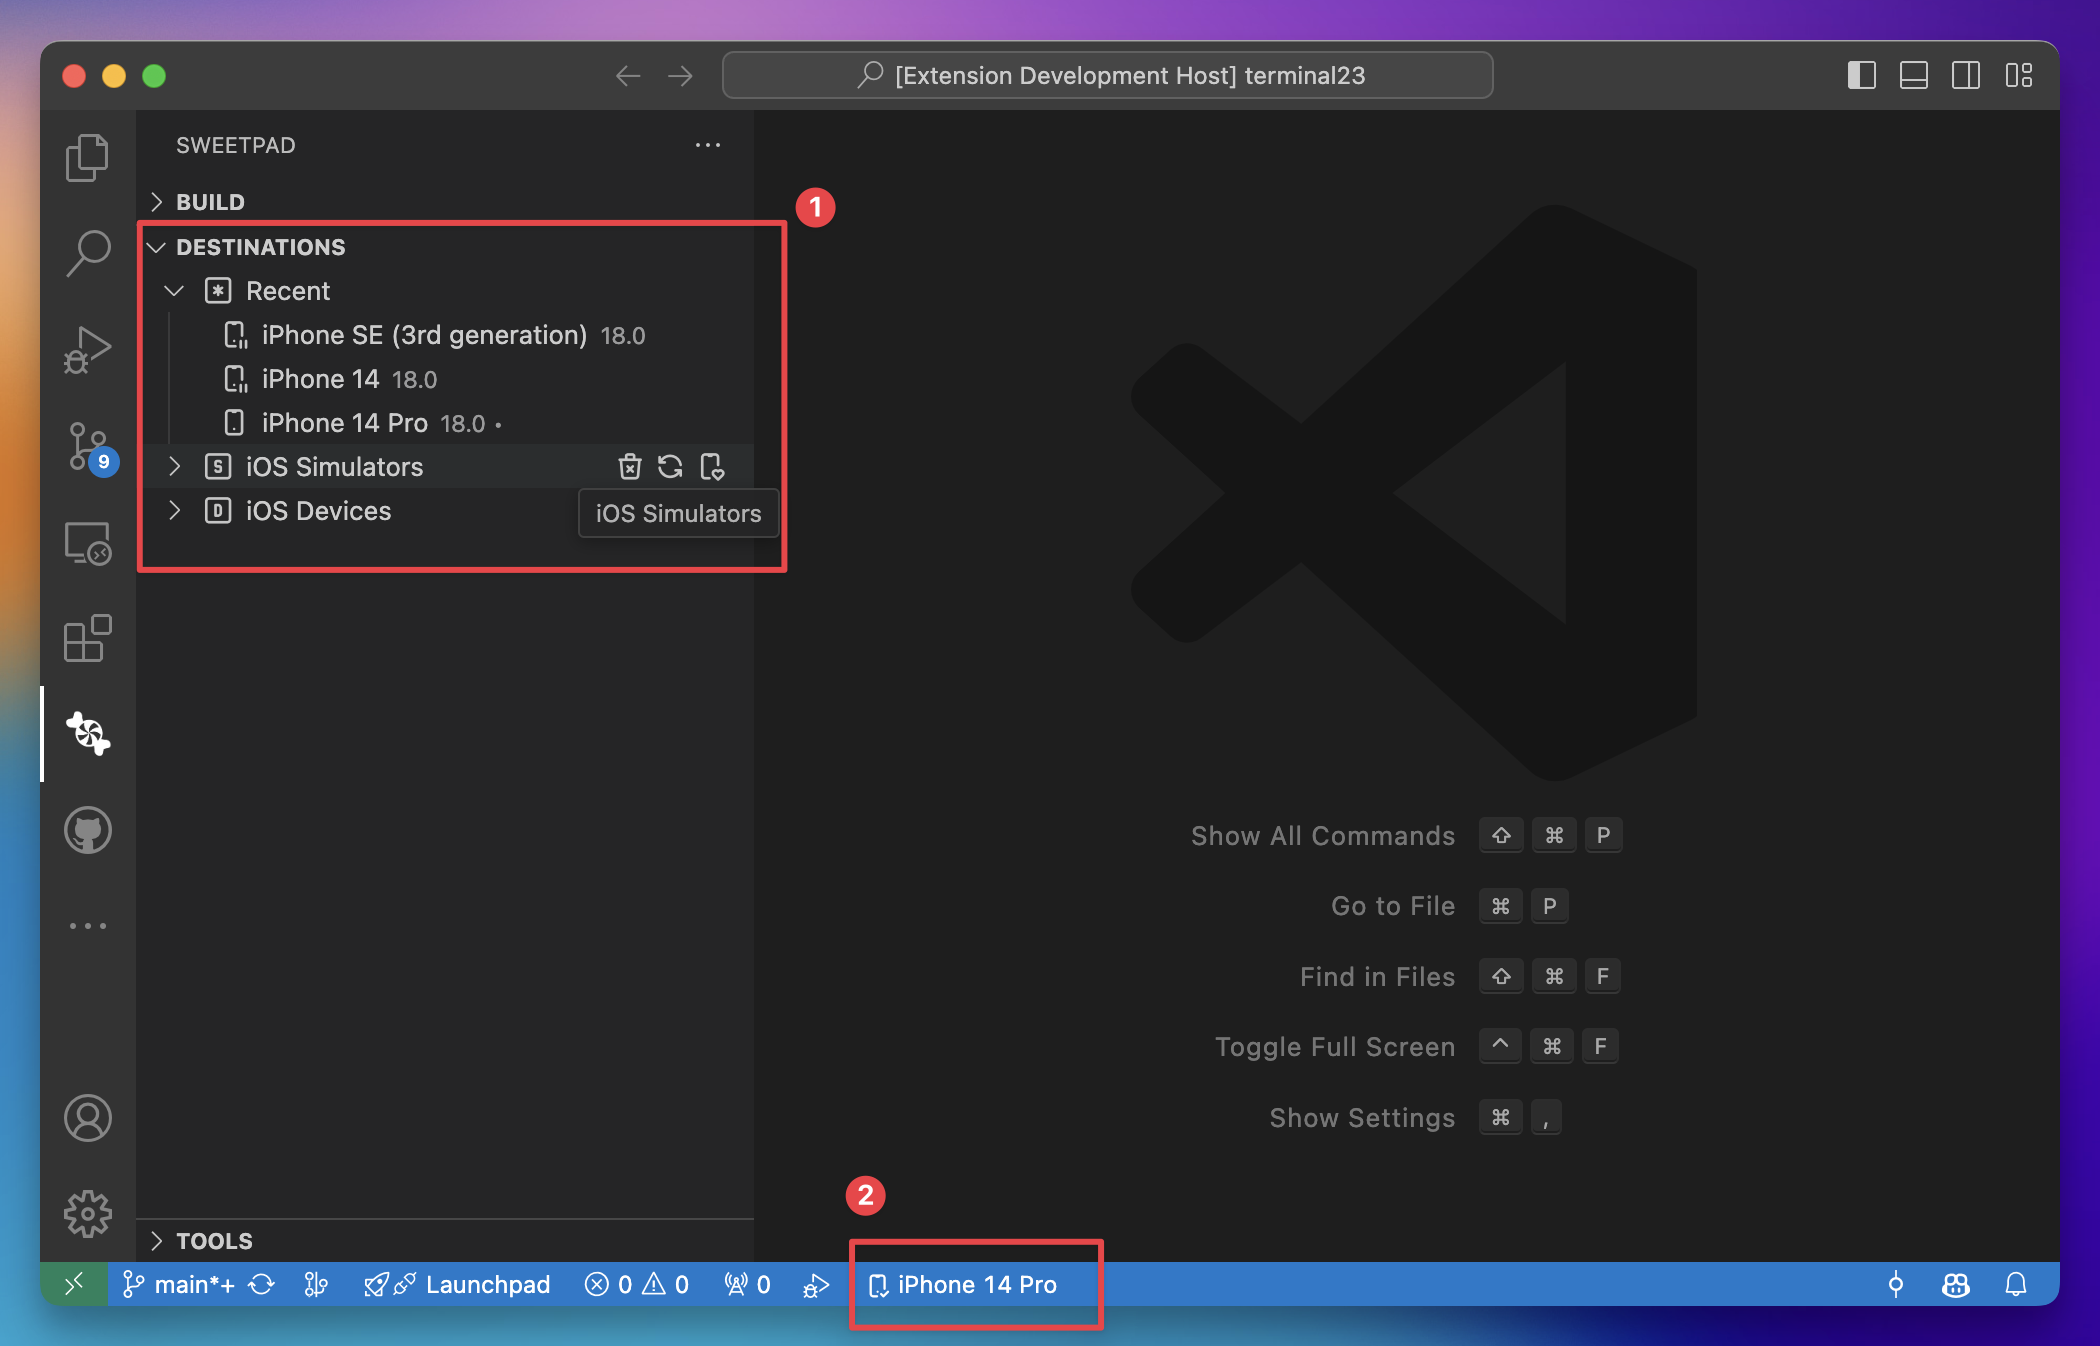 [Extension Development Host] terminal23
SWEETPAD
BUILD
1
DESTINATIONS
Recent
iPhone SE (3rd generation) 18.0
iPhone 14 18.0
iPhone 14 Pro 18.0 •
S iOS Simulators
D iOS Devices
iOS Simulators
9
Show All Commands ⇧ ⌘ P
Go to File ⌘ P
Find in Files ⇧ ⌘ F
Toggle Full Screen ^ ⌘ F
Show Settings ⌘ ,
2
TOOLS
main*+ Launchpad 0 0 0 iPhone 14 Pro